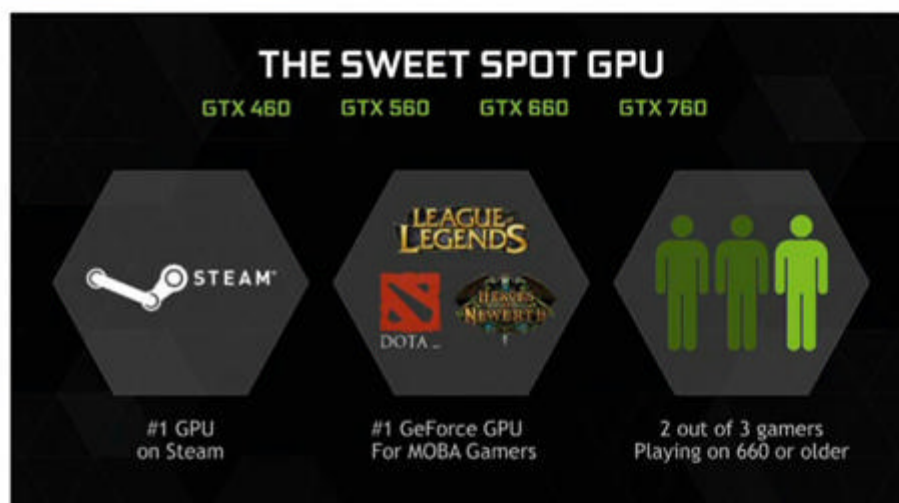 THE SWEET SPOT GPU
GTX 460 GTX 560 GTX 660 GTX 760
STEAM
LEAGUE of
LEGENDS
DOTA
HEROES
NEWERTH
#1 GPU
on Steam
#1 GeForce GPU
For MOBA Gamers
2 out of 3 gamers
Playing on 660 or older